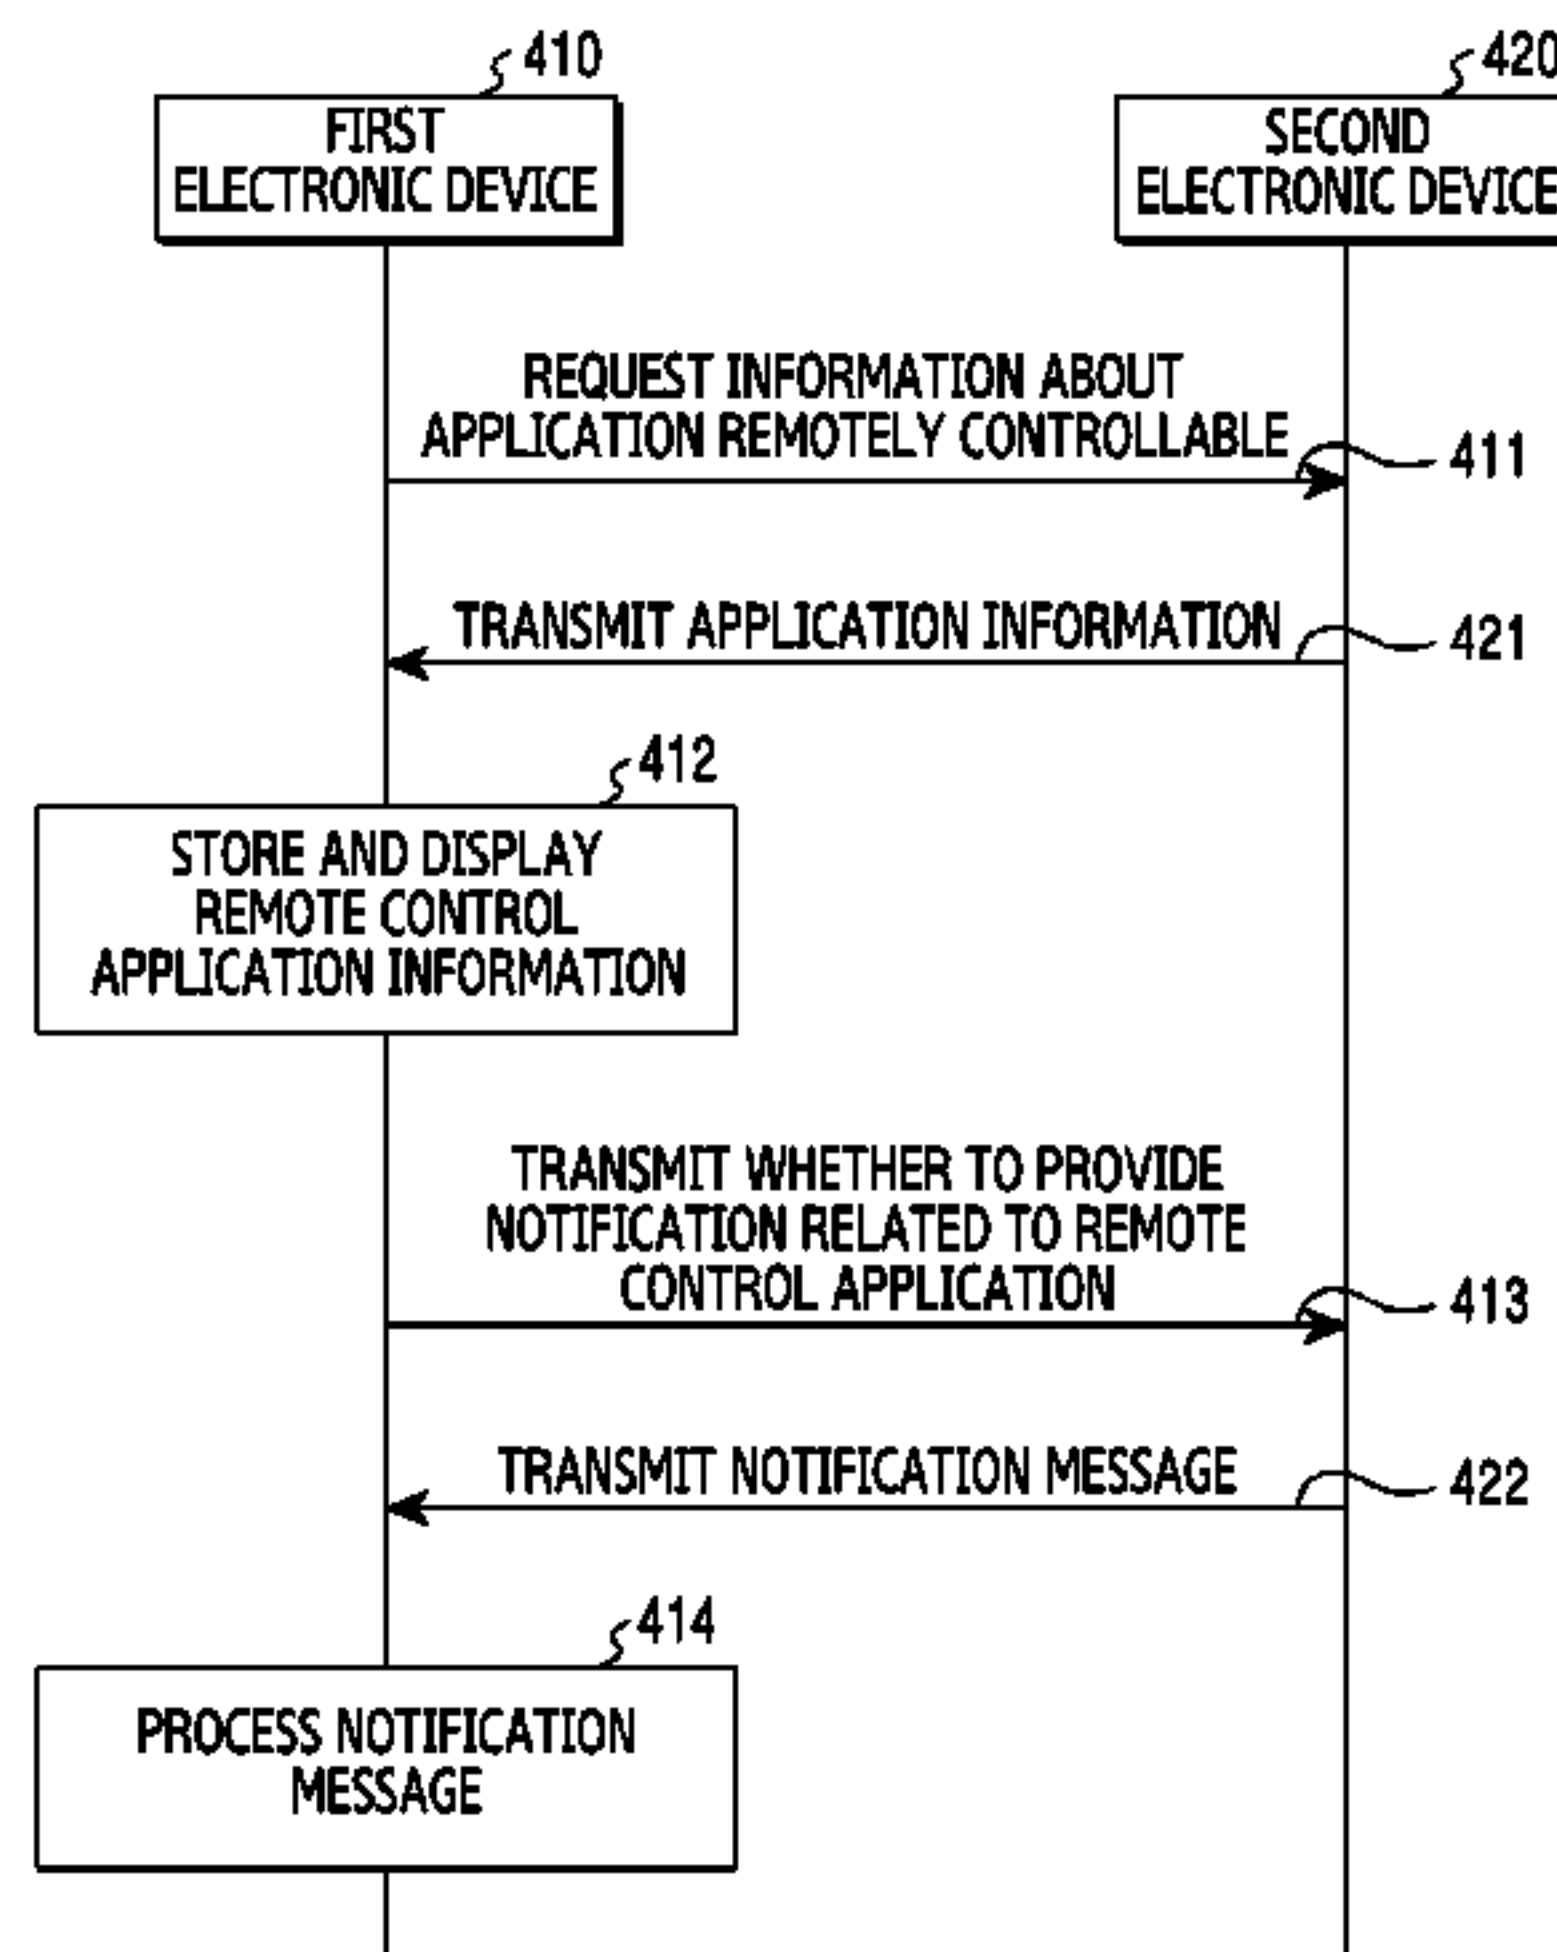 410
FIRST
ELECTRONIC DEVICE
420
SECOND
ELECTRONIC DEVICE
REQUEST INFORMATION ABOUT
APPLICATION REMOTELY CONTROLLABLE
411
TRANSMIT APPLICATION INFORMATION
421
412
STORE AND DISPLAY
REMOTE CONTROL
APPLICATION INFORMATION
TRANSMIT WHETHER TO PROVIDE
NOTIFICATION RELATED TO REMOTE
CONTROL APPLICATION
413
TRANSMIT NOTIFICATION MESSAGE
422
414
PROCESS NOTIFICATION
MESSAGE